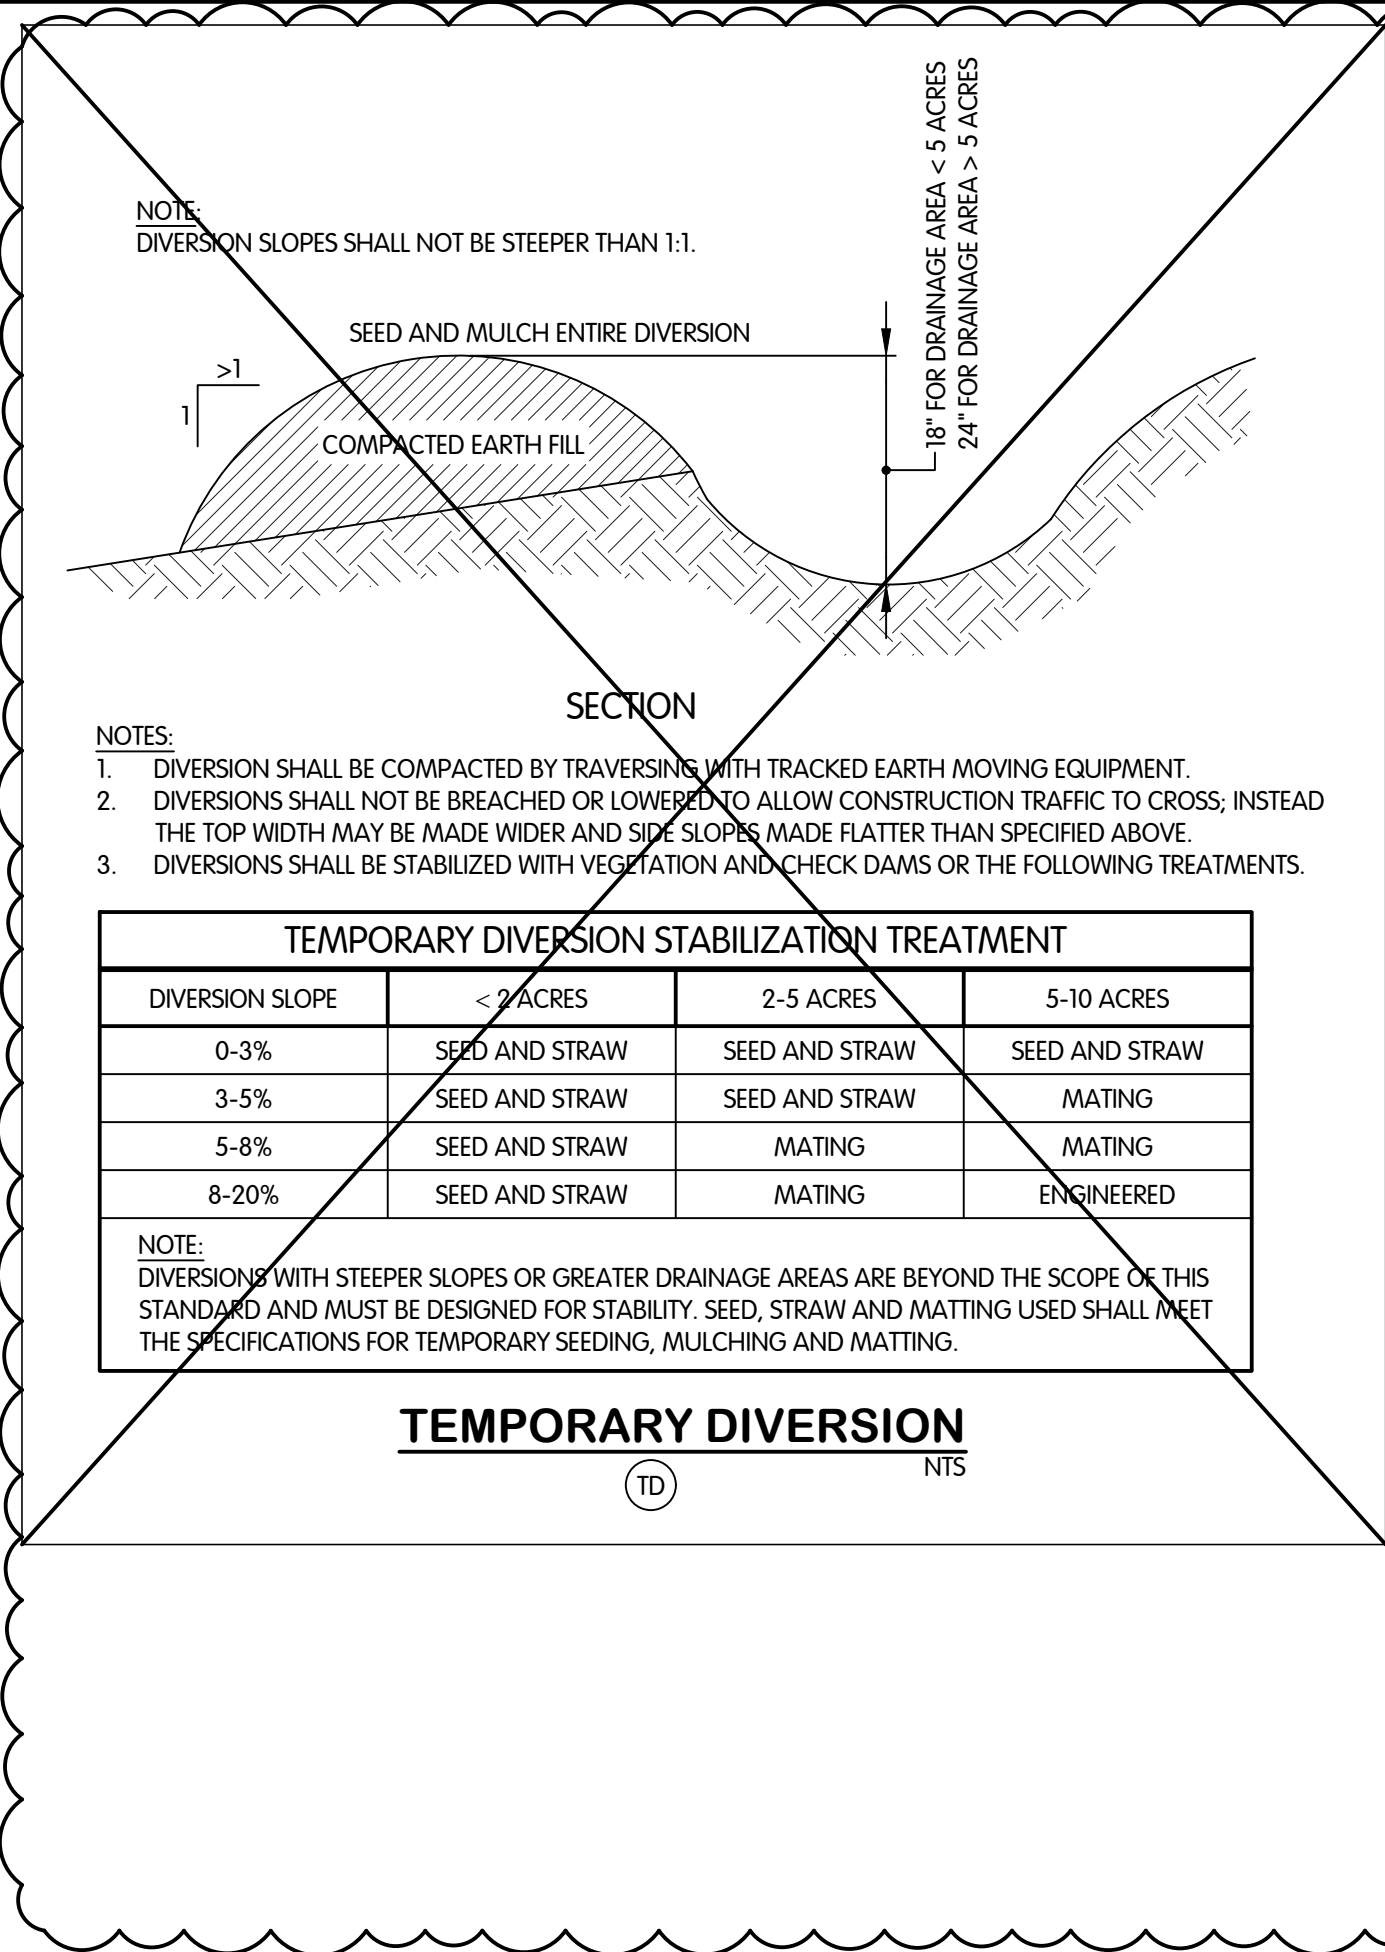 18" FOR DRAINAGE AREA < 5 ACRES
24" FOR DRAINAGE AREA > 5 ACRES
NOTE:
DIVERSION SLOPES SHALL NOT BE STEEPER THAN 1:1.
SEED AND MULCH ENTIRE DIVERSION
>1
1
COMPACTED EARTH FILL
SECTION
NOTES:
1. DIVERSION SHALL BE COMPACTED BY TRAVERSING WITH TRACKED EARTH MOVING EQUIPMENT.
2. DIVERSIONS SHALL NOT BE BREACHED OR LOWERED TO ALLOW CONSTRUCTION TRAFFIC TO CROSS; INSTEAD
THE TOP WIDTH MAY BE MADE WIDER AND SIDE SLOPES MADE FLATTER THAN SPECIFIED ABOVE.
3. DIVERSIONS SHALL BE STABILIZED WITH VEGETATION AND CHECK DAMS OR THE FOLLOWING TREATMENTS.
TEMPORARY DIVERSION STABILIZATION TREATMENT
DIVERSION SLOPE < 2 ACRES 2-5 ACRES 5-10 ACRES
0-3% SEED AND STRAW SEED AND STRAW SEED AND STRAW
3-5% SEED AND STRAW SEED AND STRAW MATING
5-8% SEED AND STRAW MATING MATING
8-20% SEED AND STRAW MATING ENGINEERED
NOTE:
DIVERSIONS WITH STEEPER SLOPES OR GREATER DRAINAGE AREAS ARE BEYOND THE SCOPE OF THIS
STANDARD AND MUST BE DESIGNED FOR STABILITY. SEED, STRAW AND MATTING USED SHALL MEET
THE SPECIFICATIONS FOR TEMPORARY SEEDING, MULCHING AND MATTING.
TEMPORARY DIVERSION
NTS
TD